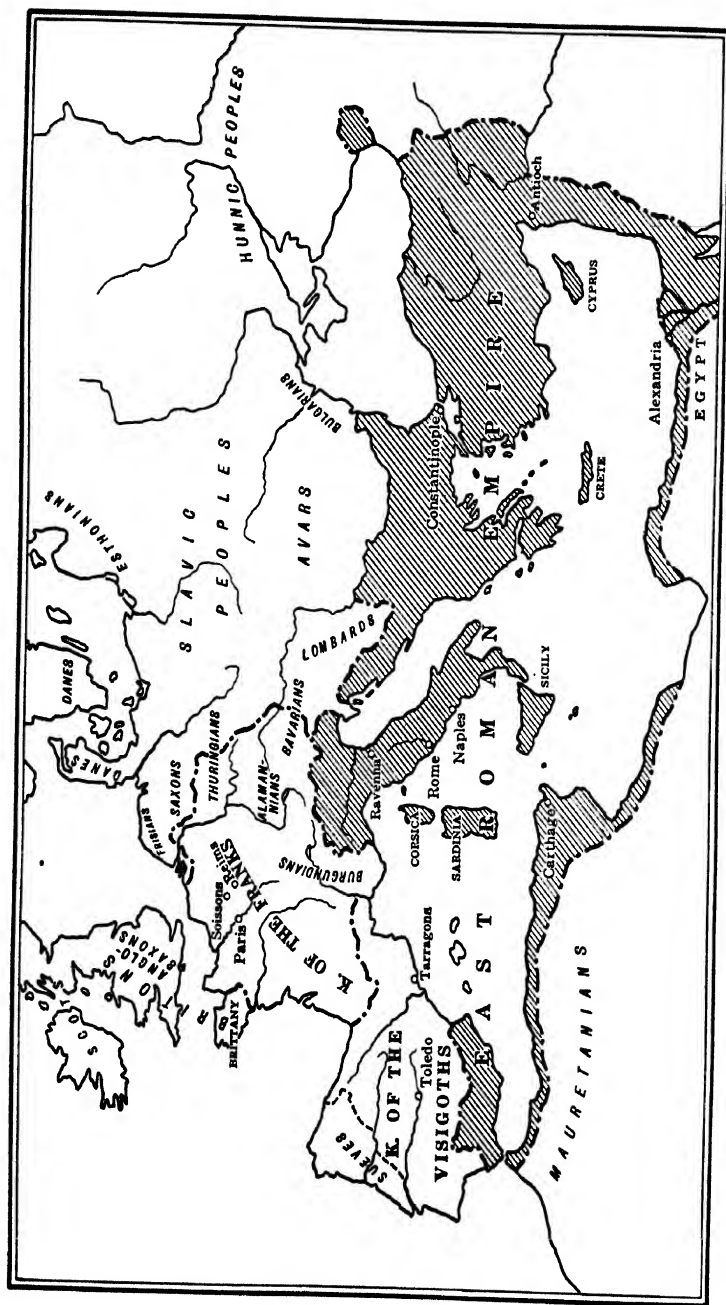 ESTHONIANS
DANES
DANES
SCOTS
BRITONS
ANGLO-
SAXONS
FRISIANS
SAXONS
THURINGIANS
SLAVIC
PEOPLES
HUNNIC PEOPLES
BRITTANY
Soissons
Reims
Paris
K. OF THE FRANKS
ALAMAN-
NIANS
BAVARIANS
AVARS
LOMBARDS
BULGARIANS
BURGUNDIANS
SUEVES
K. OF THE
VISIGOTHS
Toledo
Tarragona
Ravenna
CORSICA
Rome
Naples
SARDINIA
Constantinople
EAST ROMAN EMPIRE
SICILY
Carthago
CRETE
CYPRUS
Antioch
MAURETANIANS
Alexandria
EGYPT